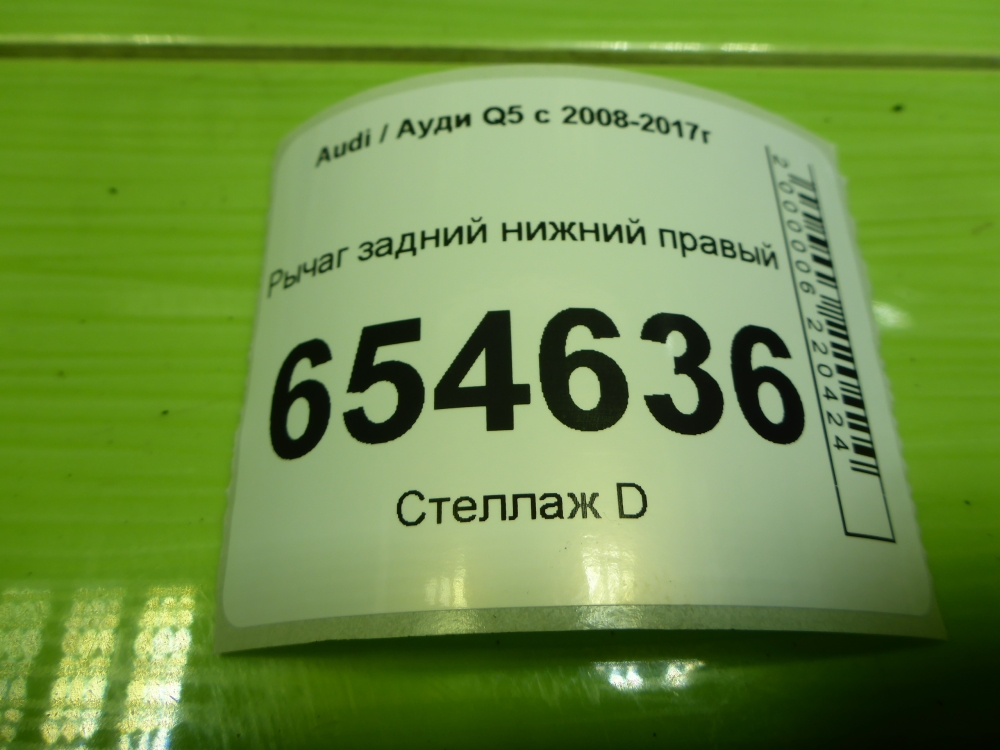 Audi / Ауди Q5 с 2008-2017г
Рычаг задний нижний правый
654636
Стеллаж D
2000006220424